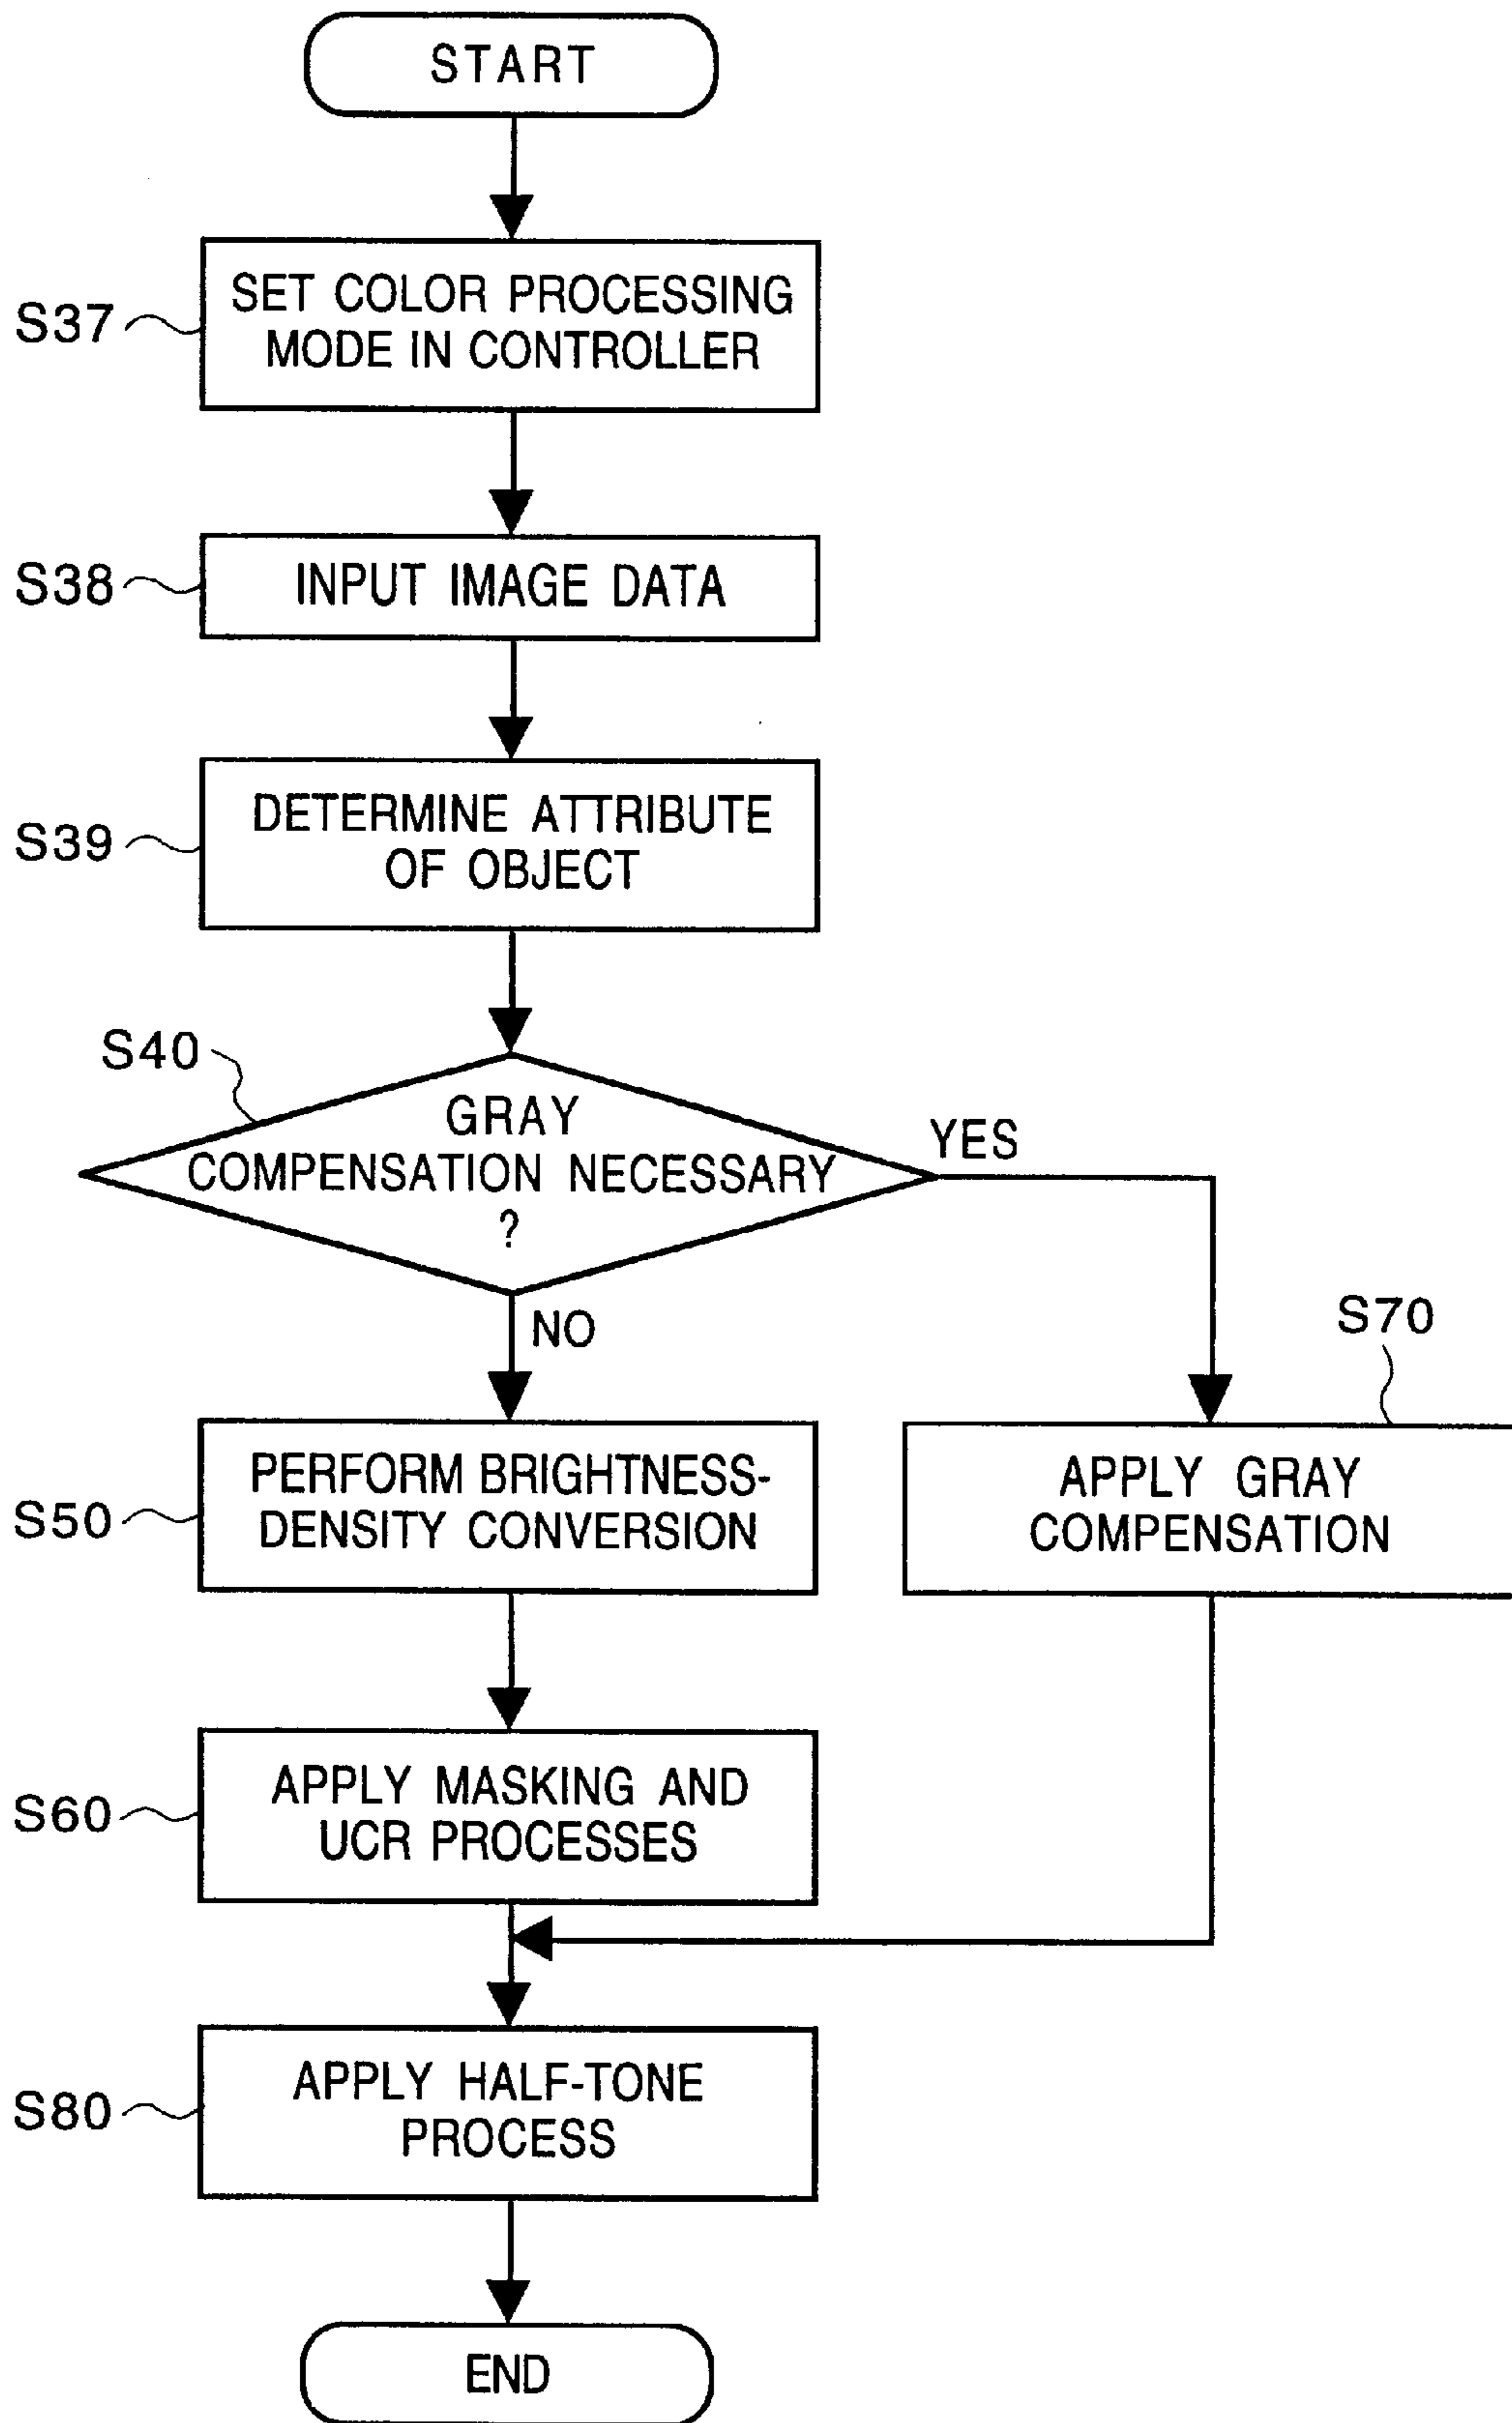 START
S37
SET COLOR PROCESSING
MODE IN CONTROLLER
S38
INPUT IMAGE DATA
S39
DETERMINE ATTRIBUTE
OF OBJECT
S40
GRAY
COMPENSATION NECESSARY
?
YES
NO
S50
PERFORM BRIGHTNESS-
DENSITY CONVERSION
S70
APPLY GRAY
COMPENSATION
S60
APPLY MASKING AND
UCR PROCESSES
S80
APPLY HALF-TONE
PROCESS
END